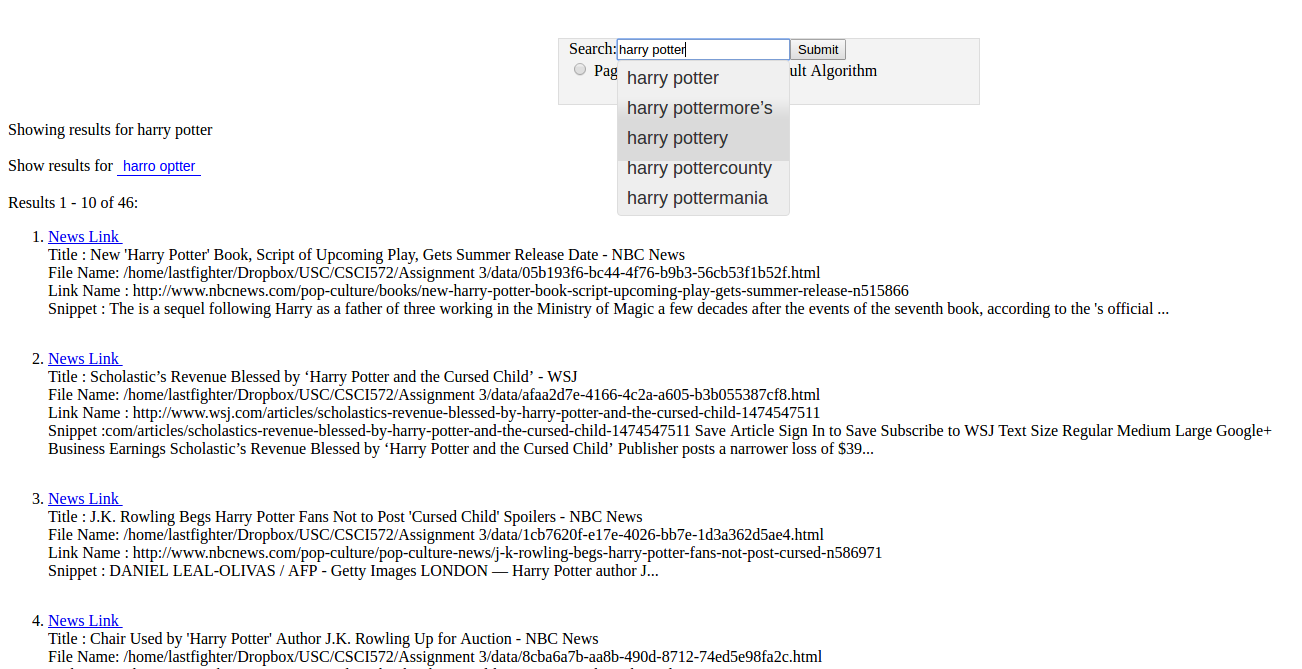 Search: harry potter Submit
Pag ult Algorithm
harry potter
harry pottermore’s
harry pottery
harry pottercounty
harry pottermania
Showing results for harry potter
Show results for harro optter
Results 1 - 10 of 46:
1. News Link
Title : New 'Harry Potter' Book, Script of Upcoming Play, Gets Summer Release Date - NBC News
File Name: /home/lastfighter/Dropbox/USC/CSCI572/Assignment 3/data/05b193f6-bc44-4f76-b9b3-56cb53f1b52f.html
Link Name : http://www.nbcnews.com/pop-culture/books/new-harry-potter-book-script-upcoming-play-gets-summer-release-n515866
Snippet : The is a sequel following Harry as a father of three working in the Ministry of Magic a few decades after the events of the seventh book, according to the 's official ...
2. News Link
Title : Scholastic’s Revenue Blessed by ‘Harry Potter and the Cursed Child’ - WSJ
File Name: /home/lastfighter/Dropbox/USC/CSCI572/Assignment 3/data/afaa2d7e-4166-4c2a-a605-b3b055387cf8.html
Link Name : http://www.wsj.com/articles/scholastics-revenue-blessed-by-harry-potter-and-the-cursed-child-1474547511
Snippet :com/articles/scholastics-revenue-blessed-by-harry-potter-and-the-cursed-child-1474547511 Save Article Sign In to Save Subscribe to WSJ Text Size Regular Medium Large Google+
Business Earnings Scholastic’s Revenue Blessed by ‘Harry Potter and the Cursed Child’ Publisher posts a narrower loss of $39...
3. News Link
Title : J.K. Rowling Begs Harry Potter Fans Not to Post 'Cursed Child' Spoilers - NBC News
File Name: /home/lastfighter/Dropbox/USC/CSCI572/Assignment 3/data/1cb7620f-e17e-4026-bb7e-1d3a362d5ae4.html
Link Name : http://www.nbcnews.com/pop-culture/pop-culture-news/j-k-rowling-begs-harry-potter-fans-not-post-cursed-n586971
Snippet : DANIEL LEAL-OLIVAS / AFP - Getty Images LONDON — Harry Potter author J...
4. News Link
Title : Chair Used by 'Harry Potter' Author J.K. Rowling Up for Auction - NBC News
File Name: /home/lastfighter/Dropbox/USC/CSCI572/Assignment 3/data/8cba6a7b-aa8b-490d-8712-74ed5e98fa2c.html